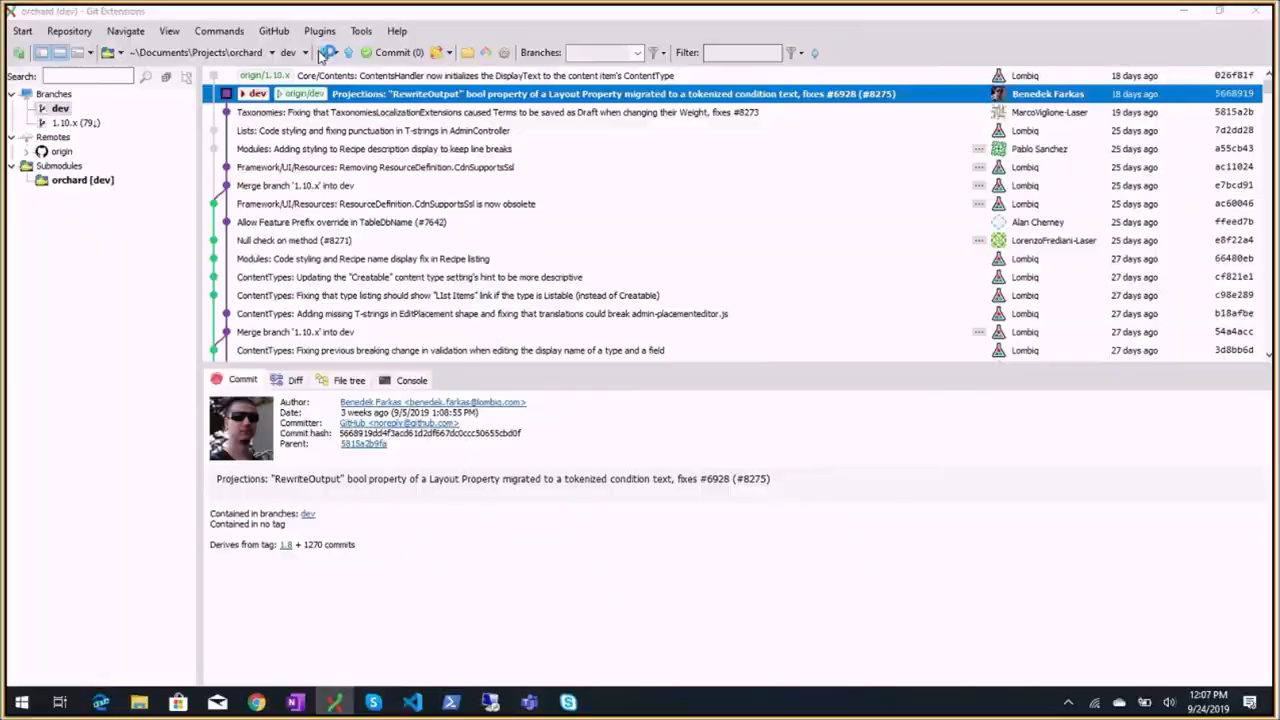 orchard (dev) - Git Extensions
Start Repository Navigate View Commands GitHub Plugins Tools Help
~\Documents\Projects\orchard dev Commit (0) Branches: Filter:
Search:
Branches
dev
1.10.x (79↓)
Remotes
origin
Submodules
orchard [dev]
origin/1.10.x Core/Contents: ContentsHandler now initializes the DisplayText to the content item's ContentType Lombiq 18 days ago 026f81f
dev origin/dev Projections: "RewriteOutput" bool property of a Layout Property migrated to a tokenized condition text, fixes #6928 (#8275) Benedek Farkas 18 days ago 5668919
Taxonomies: Fixing that TaxonomiesLocalizationExtensions caused Terms to be saved as Draft when changing their Weight, fixes #8273 MarcoViglione-Laser 19 days ago 5815a2b
Lists: Code styling and fixing punctuation in T-strings in AdminController Lombiq 25 days ago 7d2dd28
Modules: Adding styling to Recipe description display to keep line breaks Pablo Sanchez 25 days ago a55cb43
Framework/UI/Resources: Removing ResourceDefinition.CdnSupportsSsl Lombiq 25 days ago ac11024
Merge branch '1.10.x' into dev Lombiq 25 days ago e7bcd91
Framework/UI/Resources: ResourceDefinition.CdnSupportsSsl is now obsolete Lombiq 25 days ago ac60046
Allow Feature Prefix override in TableDbName (#7642) Alan Cherney 25 days ago ffeed7b
Null check on method (#8271) LorenzoFrediani-Laser 25 days ago e8f22a4
Modules: Code styling and Recipe name display fix in Recipe listing Lombiq 25 days ago 66480eb
ContentTypes: Updating the "Creatable" content type setting's hint to be more descriptive Lombiq 27 days ago cf821e1
ContentTypes: Fixing that type listing should show "LIst Items" link if the type is Listable (instead of Creatable) Lombiq 27 days ago c98e289
ContentTypes: Adding missing T-strings in EditPlacement shape and fixing that translations could break admin-placementeditor.js Lombiq 27 days ago b18afbe
Merge branch '1.10.x' into dev Lombiq 27 days ago 54a4acc
ContentTypes: Fixing previous breaking change in validation when editing the display name of a type and a field Lombiq 27 days ago 3d8bb6d
Commit Diff File tree Console
Author: Benedek Farkas <benedek.farkas@lombiq.com>
Date: 3 weeks ago (9/5/2019 1:08:55 PM)
Committer: GitHub <noreply@github.com>
Commit hash: 5668919dd4f3acd61d2df667dc0ccc50655cbd0f
Parent: 5815a2b9fa
Projections: "RewriteOutput" bool property of a Layout Property migrated to a tokenized condition text, fixes #6928 (#8275)
Contained in branches: dev
Contained in no tag
Derives from tag: 1.8 + 1270 commits
12:07 PM
9/24/2019